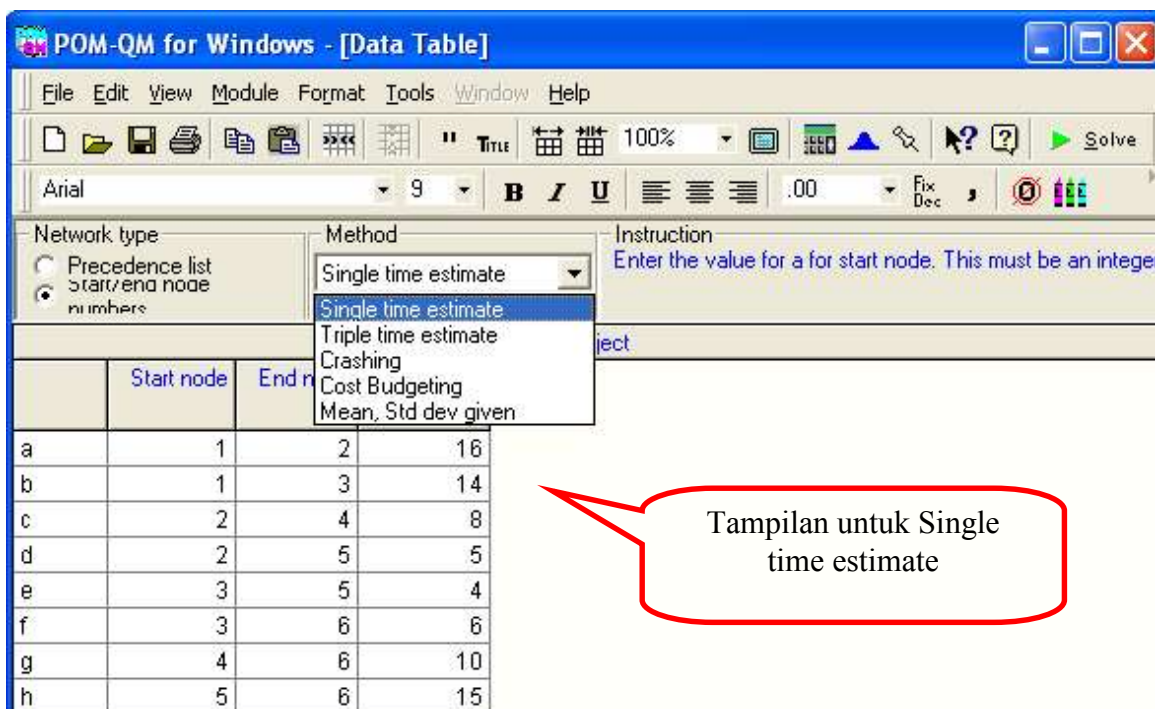 POM-QM for Windows - [Data Table]
File Edit View Module Format Tools Window Help
TITLE 100% Solve
Arial 9 B I U .00 Fix Dec ,
Network type Method Instruction
Precedence list
Start/end node numbers
Single time estimate
Enter the value for a for start node. This must be an intege
Single time estimate
Triple time estimate
Crashing
Cost Budgeting
Mean, Std dev given
ject
Start node End n
a 1 2 16
b 1 3 14
c 2 4 8
d 2 5 5
e 3 5 4
f 3 6 6
g 4 6 10
h 5 6 15
Tampilan untuk Single
time estimate